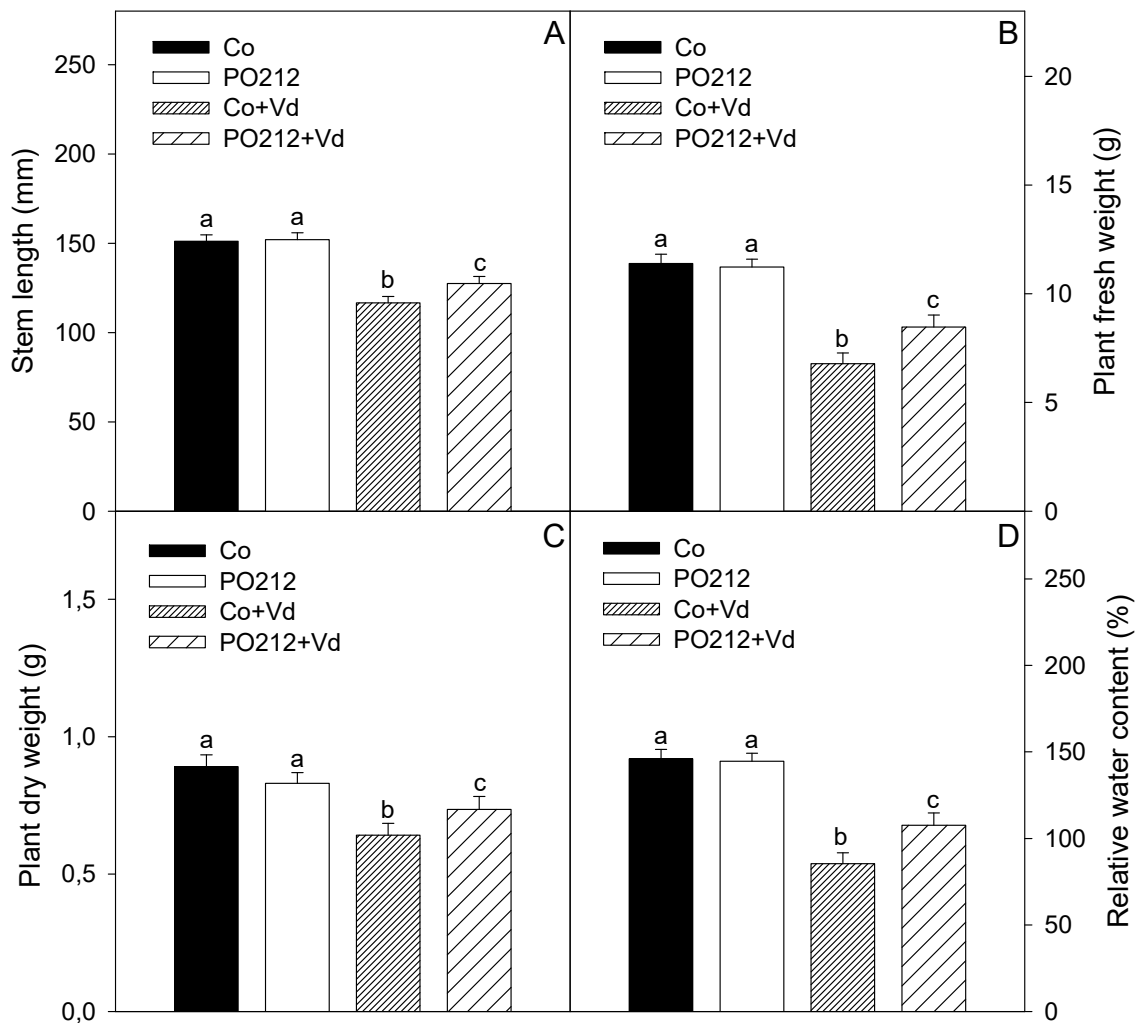 A
Co
PO212
Co+Vd
PO212+Vd
Stem length (mm)
250
200
150
100
50
0
a
a
b
c
B
Co
PO212
Co+Vd
PO212+Vd
Plant fresh weight (g)
20
15
10
5
0
a
a
b
c
C
Co
PO212
Co+Vd
PO212+Vd
Plant dry weight (g)
1,5
1,0
0,5
0,0
a
a
b
c
D
Co
PO212
Co+Vd
PO212+Vd
Relative water content (%)
250
200
150
100
50
0
a
a
b
c